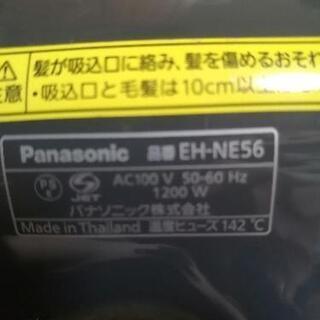 髪が吸込口に絡み、髪を傷めるおそれ
注意
・吸込口と毛髪は10cm以上
Panasonic 品番 EH-NE56
PS
E
JET
AC100 V 50-60 Hz
1200 W
パナソニック株式会社
Made in Thailand 温度ヒューズ 142 ℃